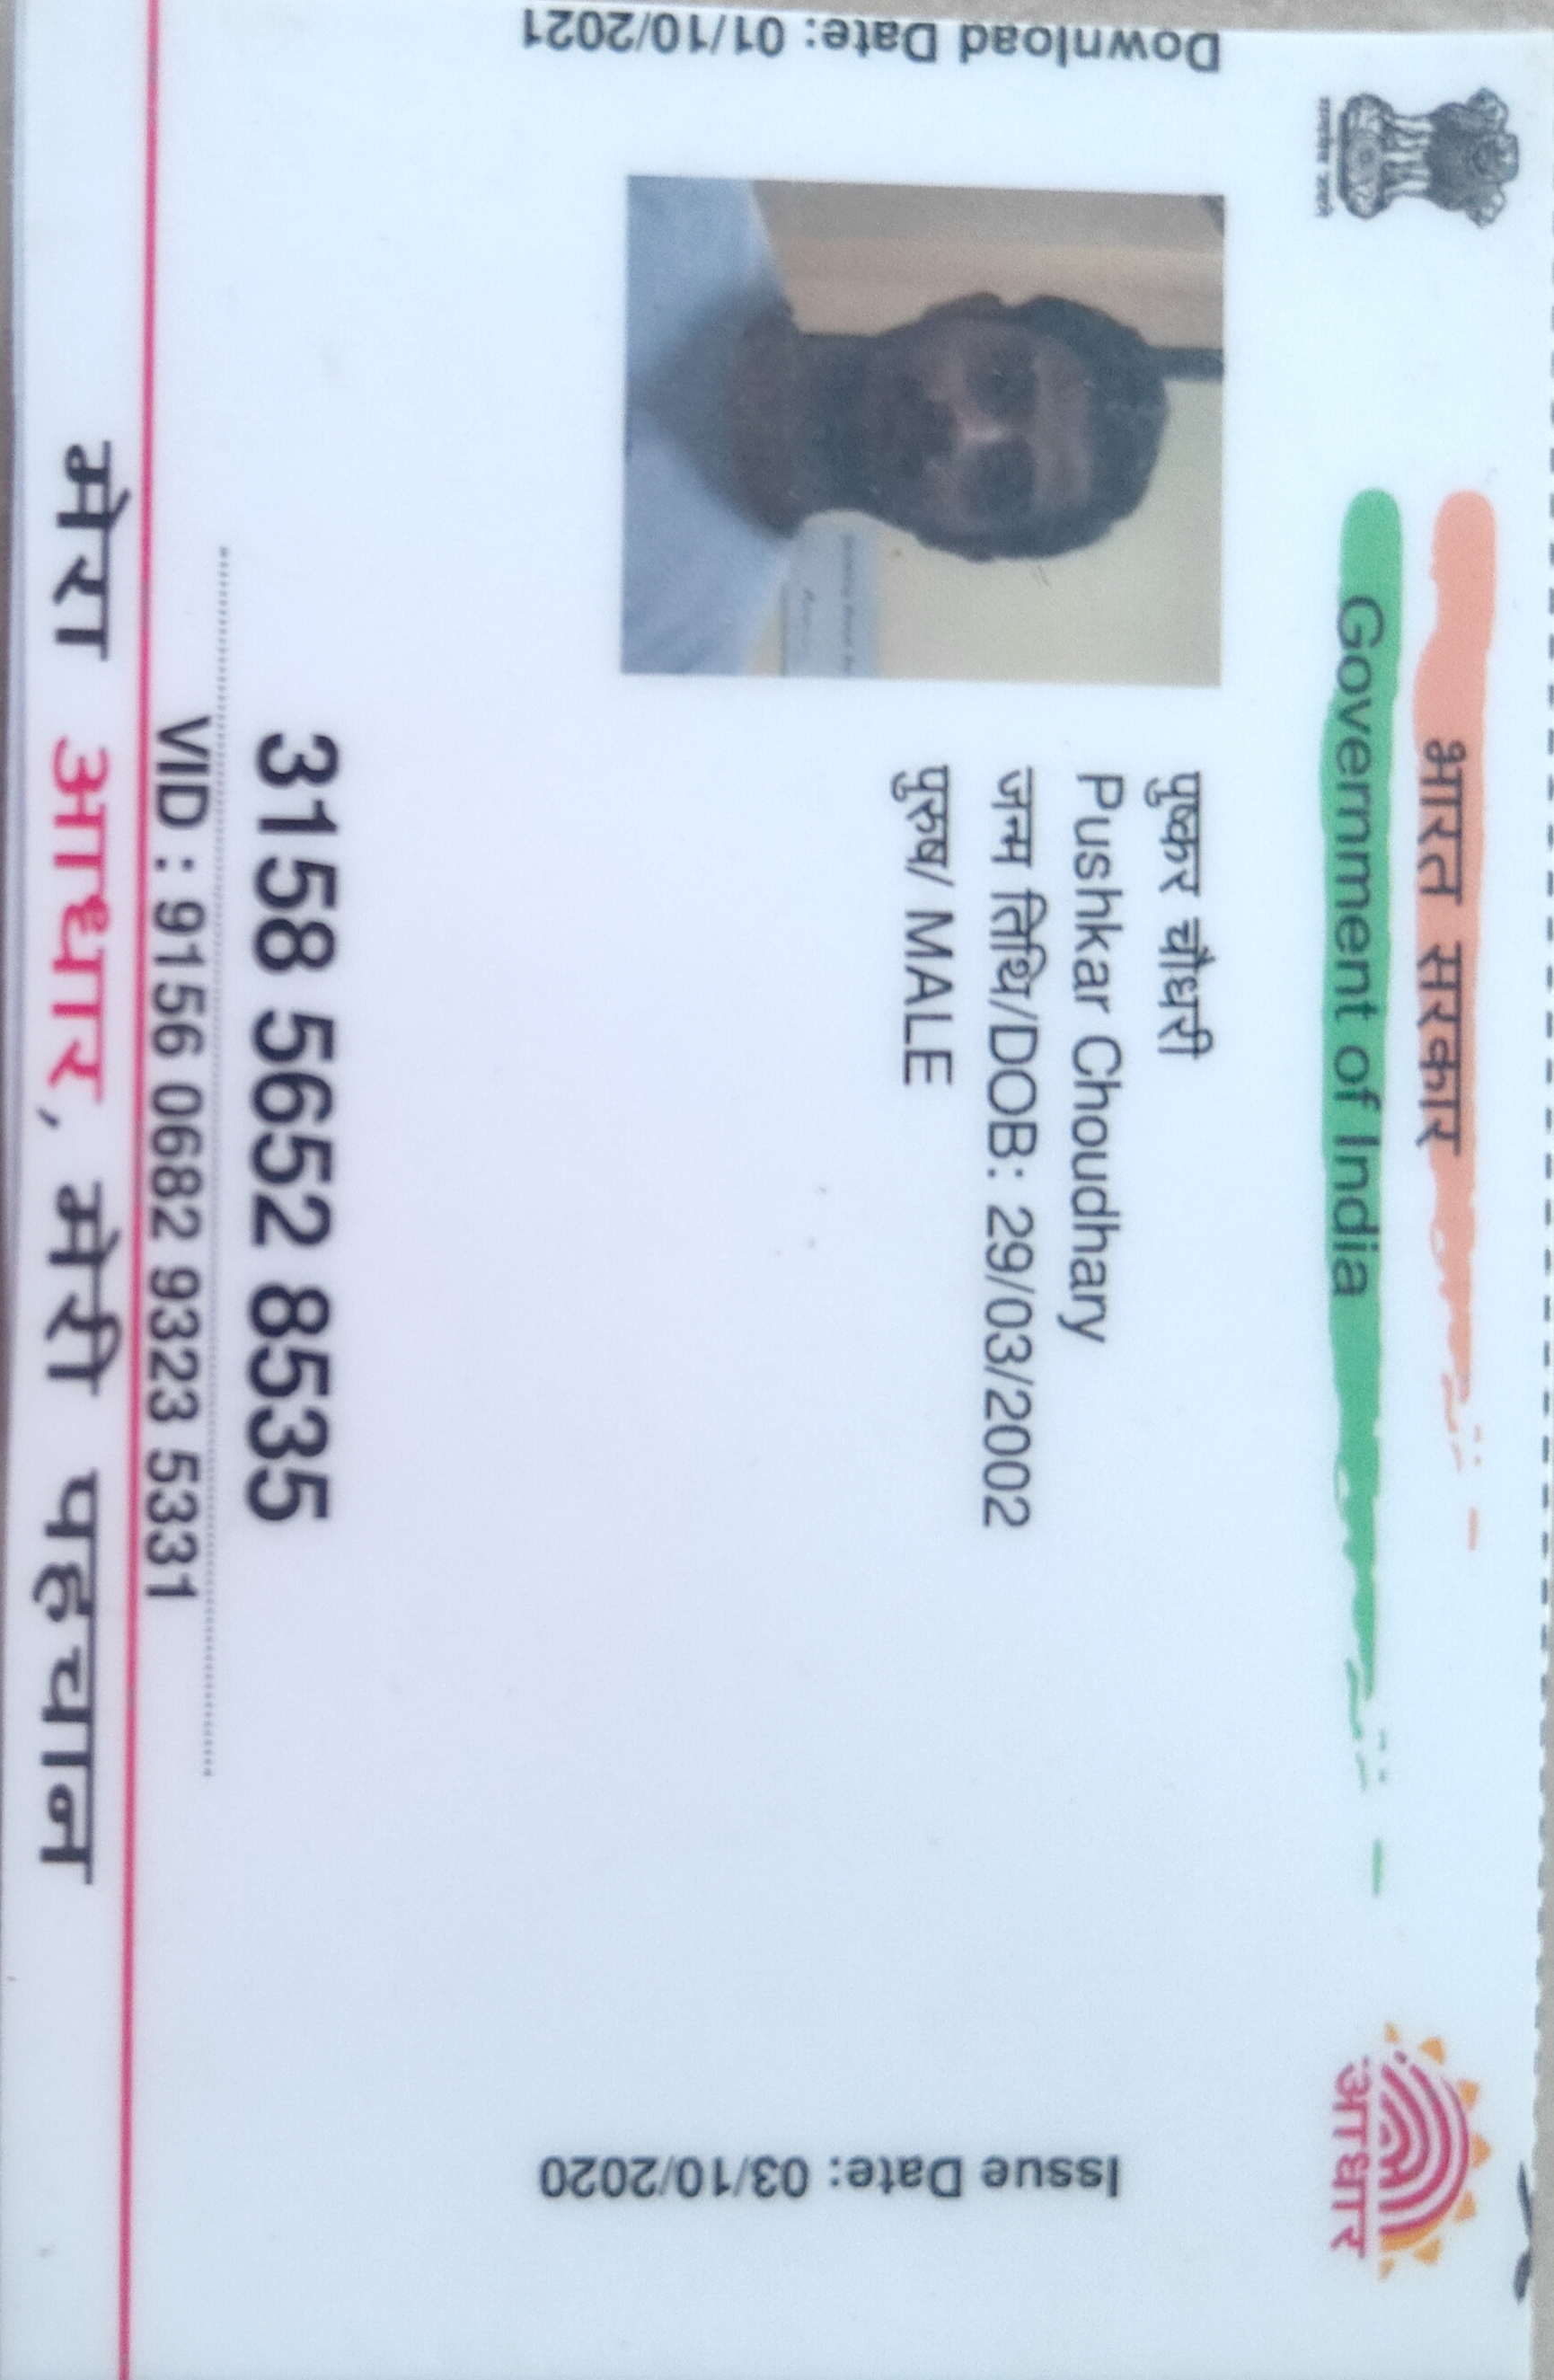 भारत सरकार
Government of India
सत्यमेव जयते
आधार
Download Date: 01/10/2021
पुष्कर चौधरी
Pushkar Choudhary
जन्म तिथि/DOB: 29/03/2002
पुरुष/ MALE
Issue Date: 03/10/2020
3158 5652 8535
VID : 9156 0682 9323 5331
मेरा आधार, मेरी पहचान